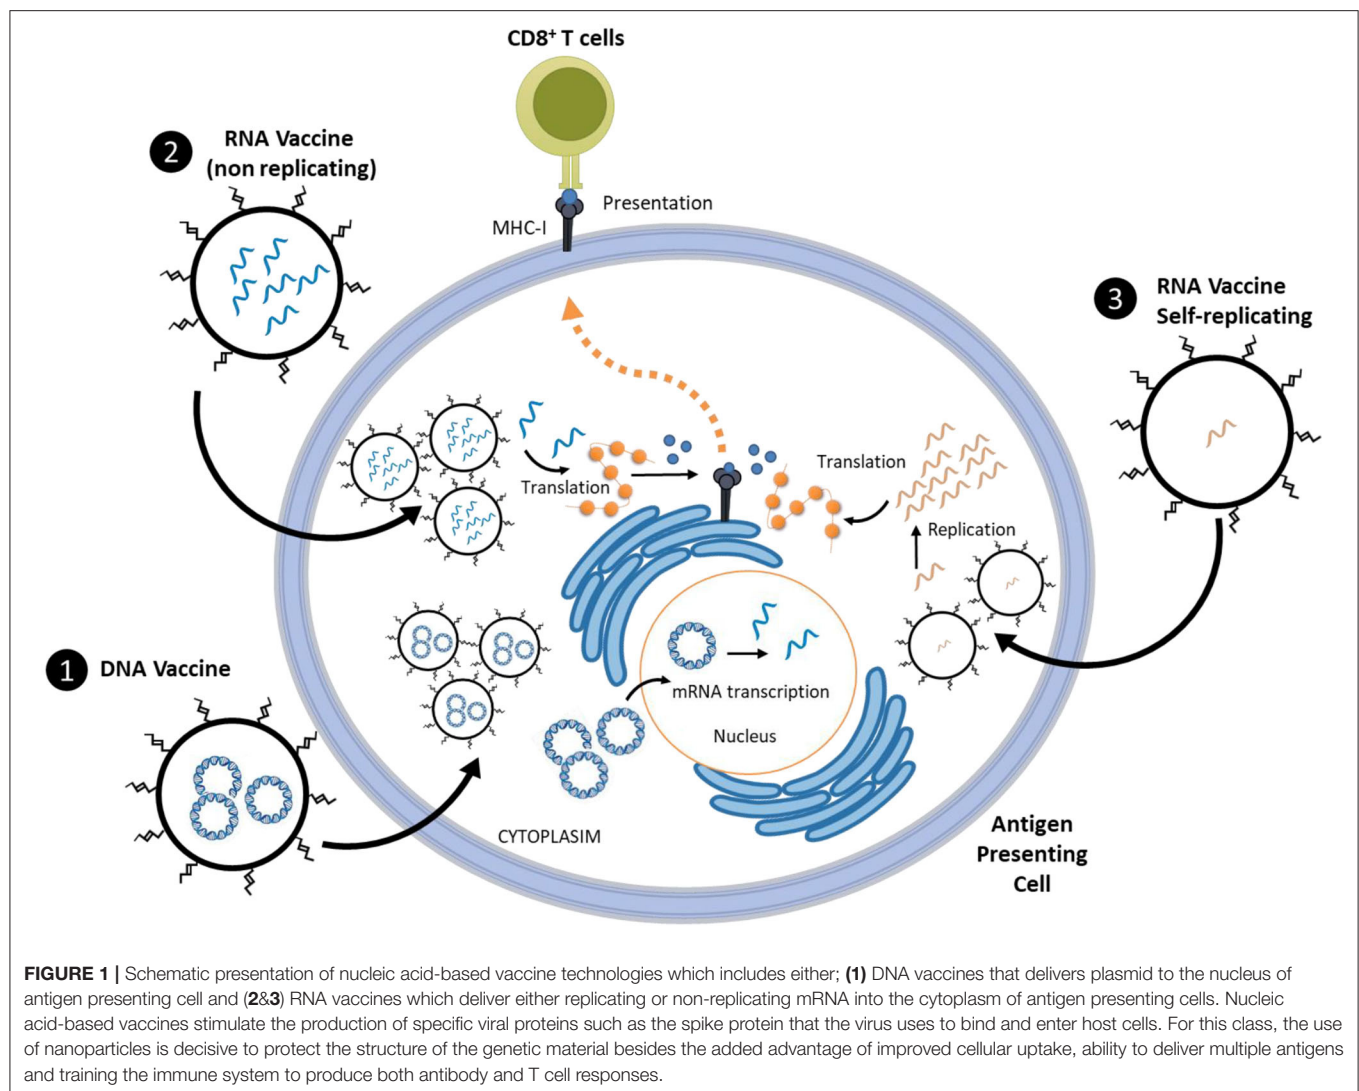 CD8⁺ T cells
2
RNA Vaccine
(non replicating)
Presentation
MHC-I
3
RNA Vaccine
Self-replicating
Translation
Translation
Replication
1
DNA Vaccine
mRNA transcription
Nucleus
CYTOPLASIM
Antigen
Presenting
Cell
FIGURE 1 | Schematic presentation of nucleic acid-based vaccine technologies which includes either; (1) DNA vaccines that delivers plasmid to the nucleus of
antigen presenting cell and (2&3) RNA vaccines which deliver either replicating or non-replicating mRNA into the cytoplasm of antigen presenting cells. Nucleic
acid-based vaccines stimulate the production of specific viral proteins such as the spike protein that the virus uses to bind and enter host cells. For this class, the use
of nanoparticles is decisive to protect the structure of the genetic material besides the added advantage of improved cellular uptake, ability to deliver multiple antigens
and training the immune system to produce both antibody and T cell responses.